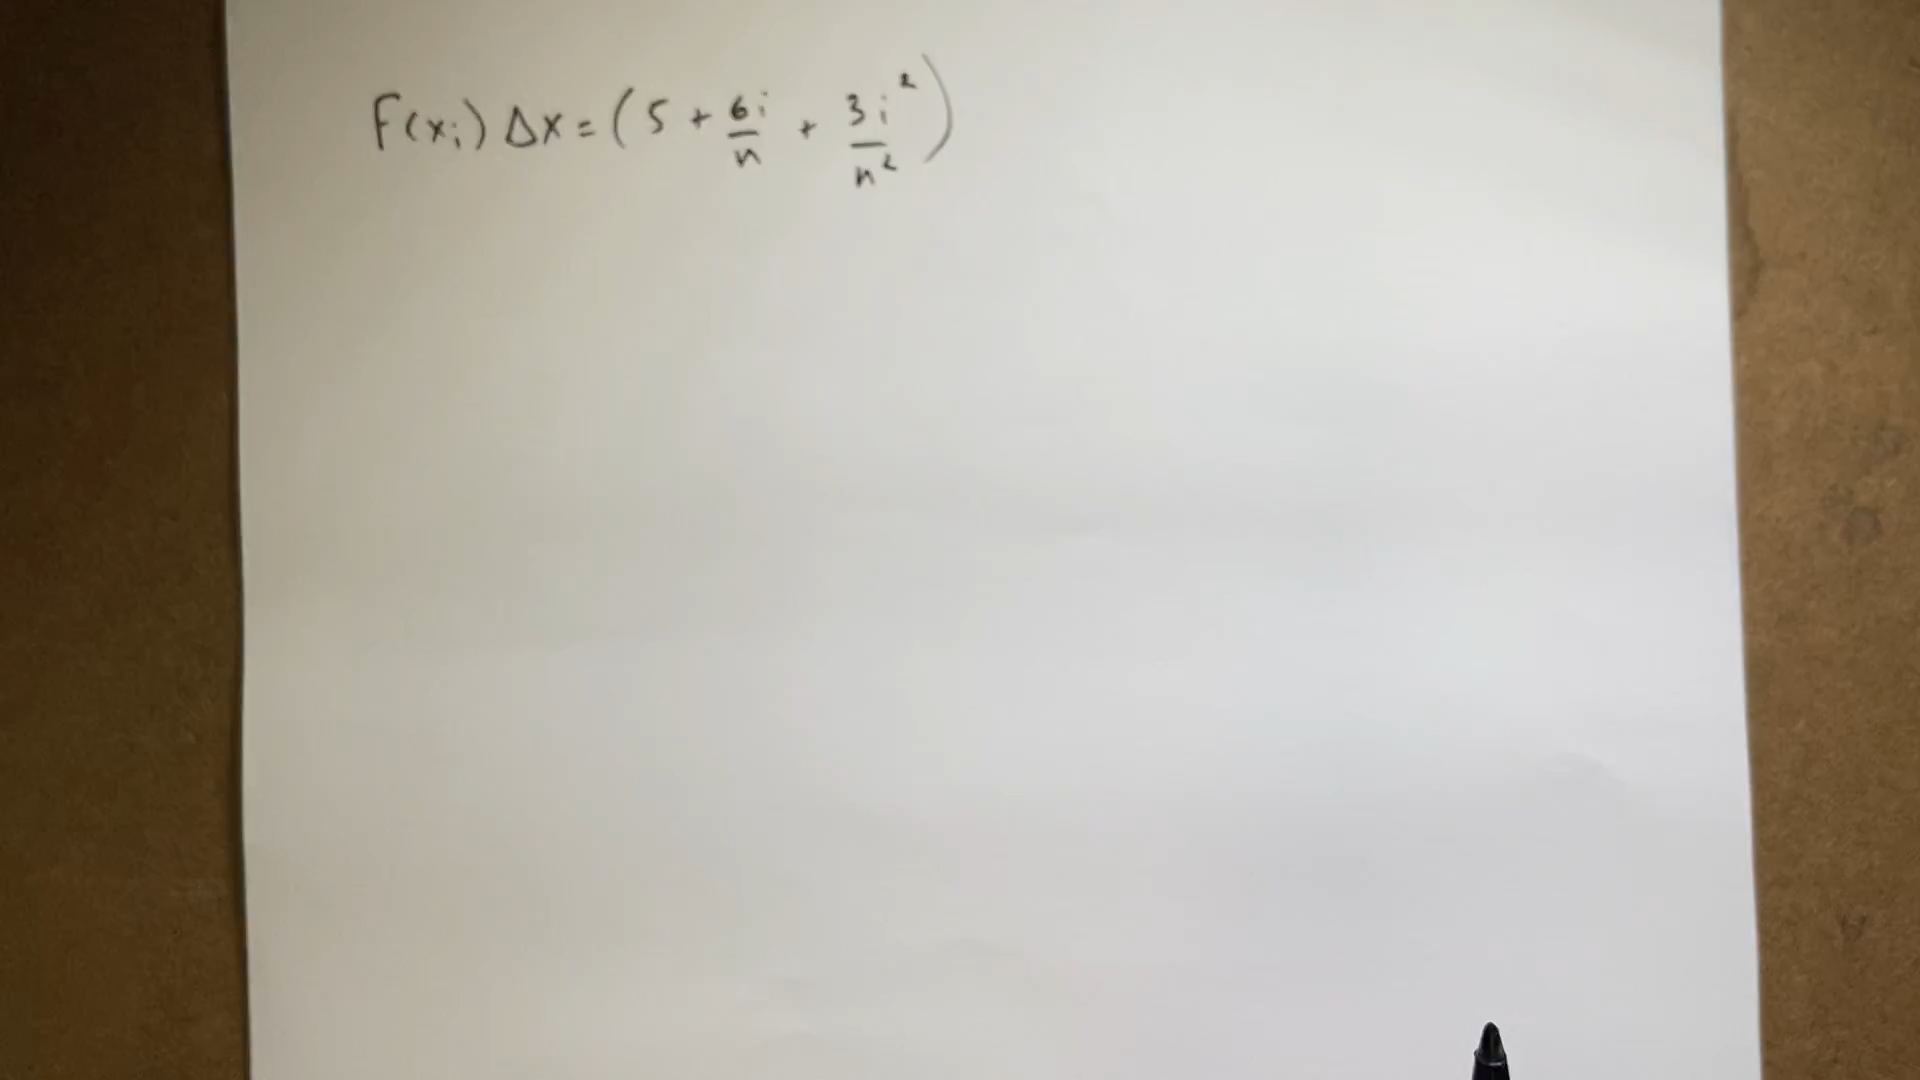 F(xᵢ) Δx = (5 + 6i/n + 3i²/n²)